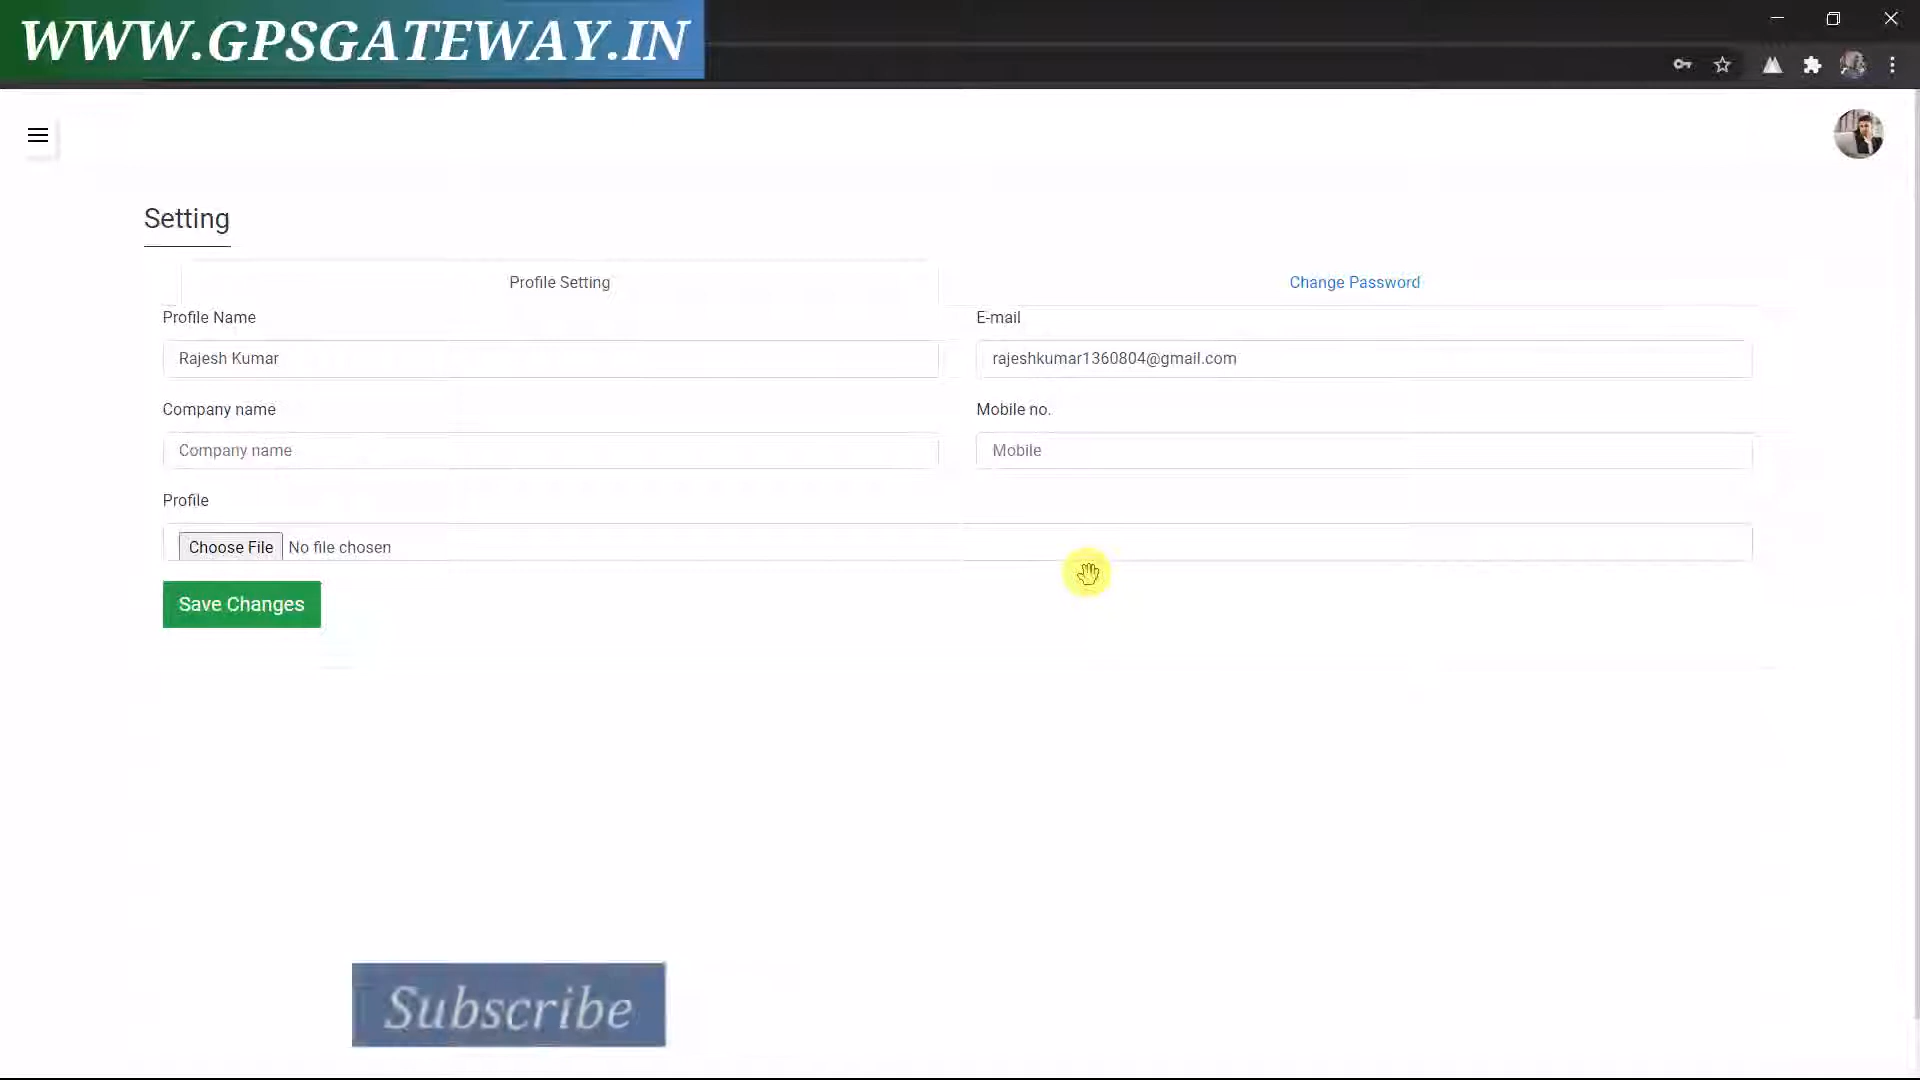 WWW.GPSGATEWAY.IN
Setting
Profile Setting
Change Password
Profile Name
E-mail
Rajesh Kumar
rajeshkumar1360804@gmail.com
Company name
Mobile no.
Company name
Mobile
Profile
Choose File No file chosen
Save Changes
Subscribe